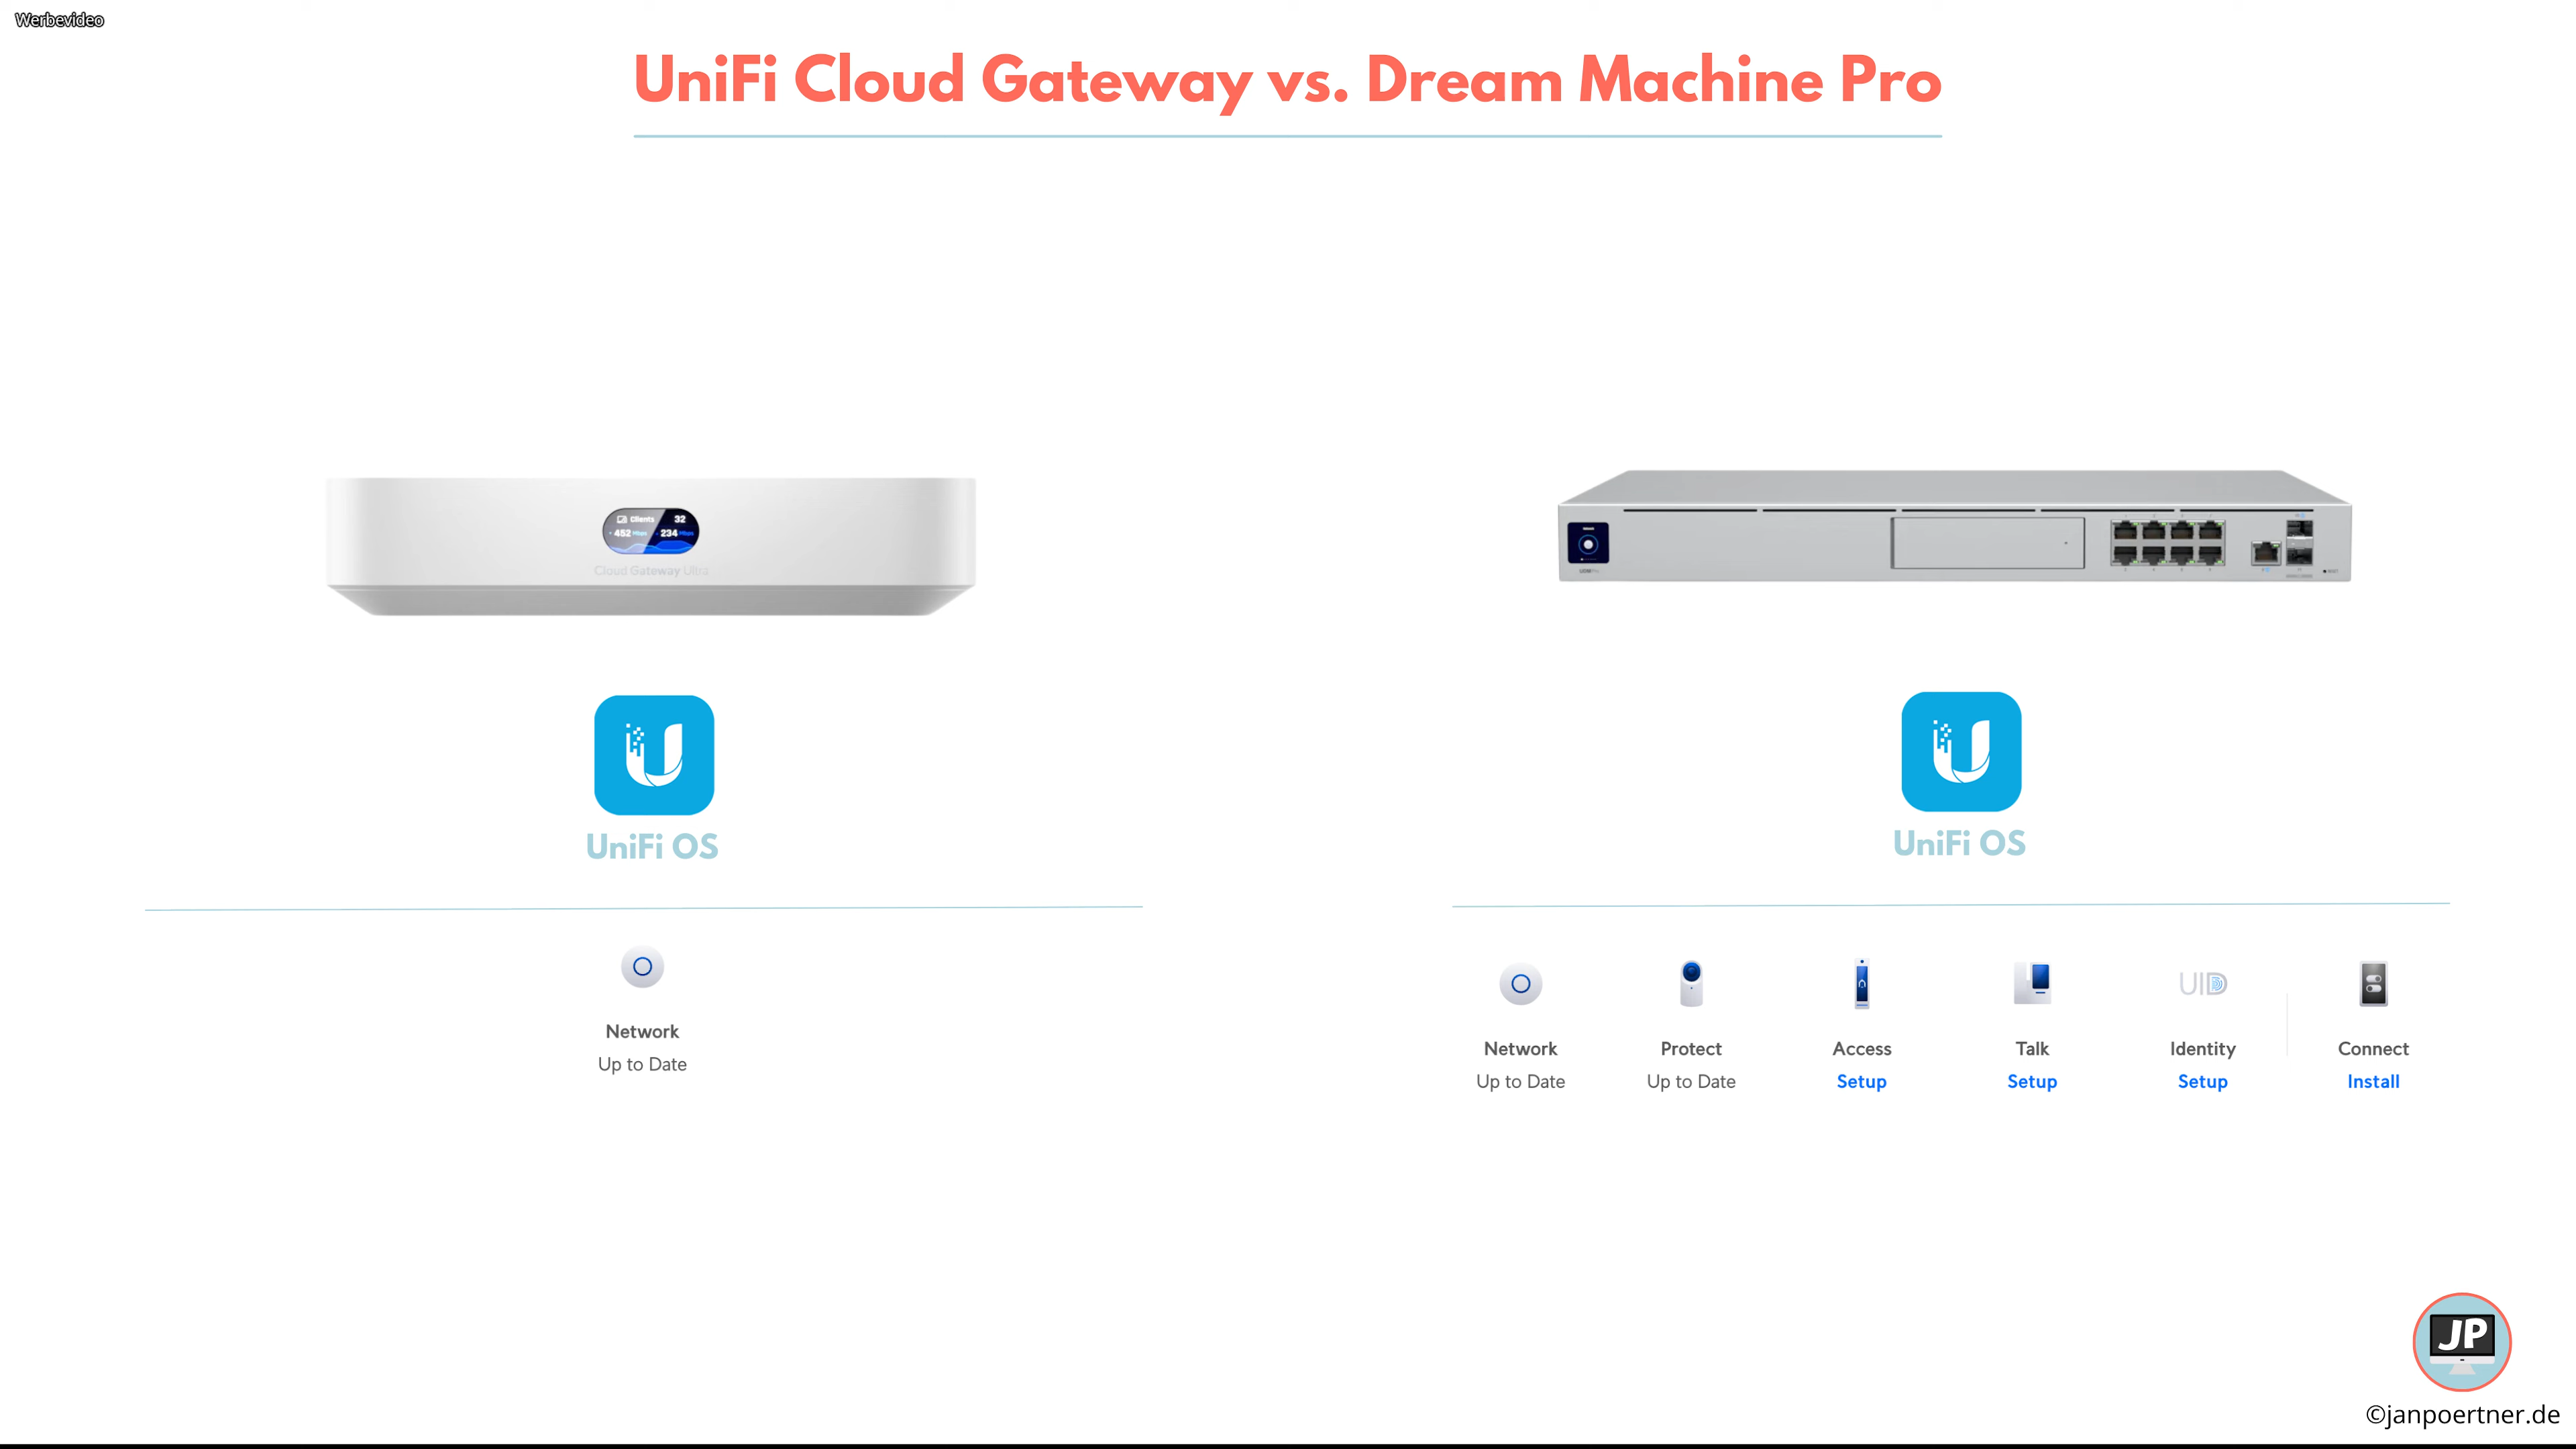 Werbevideo
UniFi Cloud Gateway vs. Dream Machine Pro
Clients 32
452 Mbps 234 Mbps
Cloud Gateway Ultra
UniFi OS
UniFi OS
Network
Up to Date
Network Protect Access Talk Identity Connect
Up to Date Up to Date Setup Setup Setup Install
UID
JP
©janpoertner.de